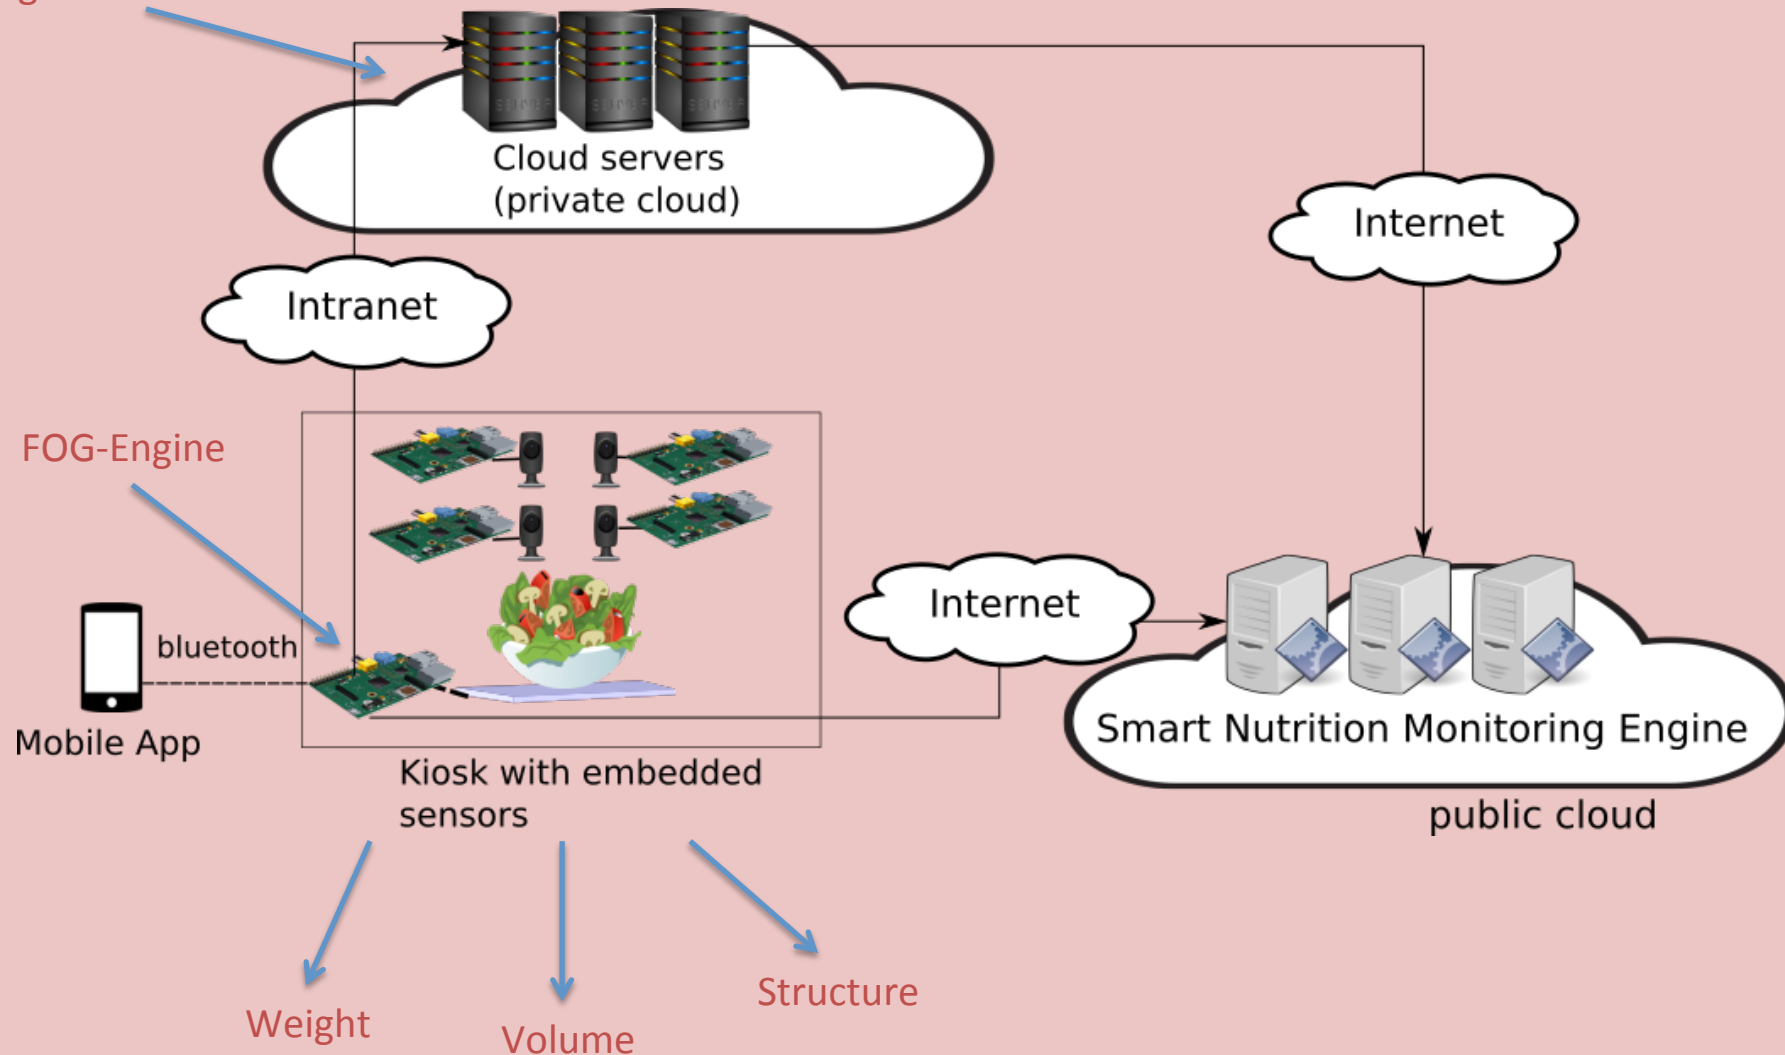 Cloud servers
(private cloud)
Internet
Intranet
FOG-Engine
Internet
bluetooth
Mobile App
Smart Nutrition Monitoring Engine
Kiosk with embedded
sensors
public cloud
Structure
Weight
Volume